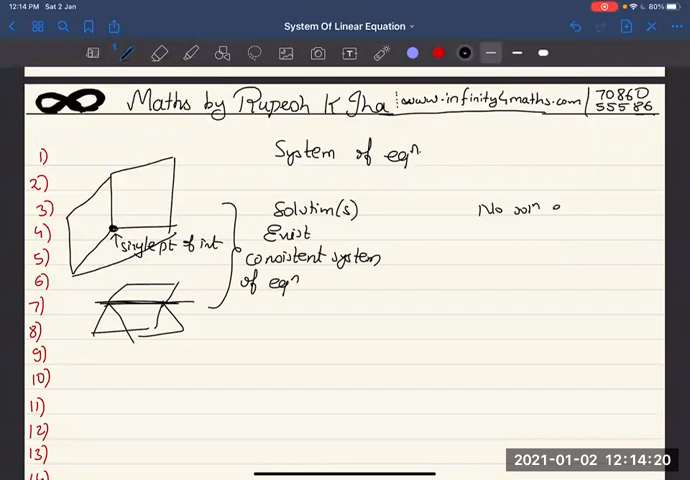 12:14 PM Sat 2 Jan
80%
System Of Linear Equation
Maths by Rupesh K Jha www.infinity4maths.com/ 70860 55586
System of eqn.
1)
2)
3) Solution(s) No soln
4) Exist
single pt of int
5) consistent system
6) of eqn
7)
8)
9)
10)
11)
12)
13)
2021-01-02 12:14:20